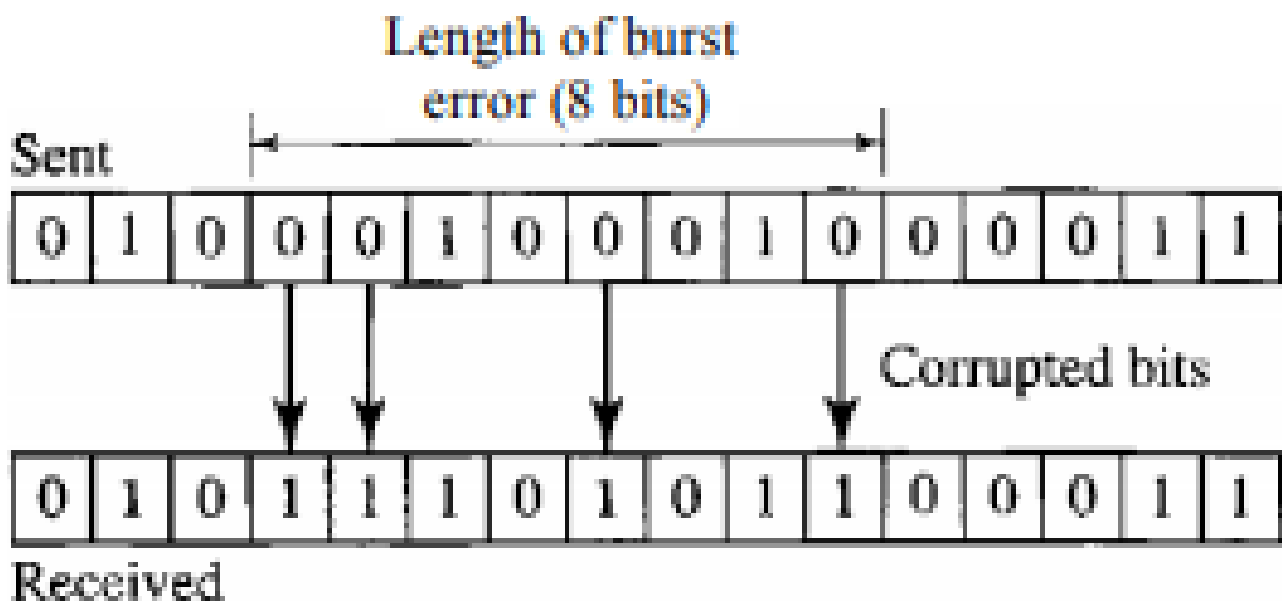 Length of burst
error (8 bits)
Sent
0 1 0 0 0 1 0 0 0 1 0 0 0 0 1 1
Corrupted bits
0 1 0 1 1 1 0 1 0 1 1 0 0 0 1 1
Received